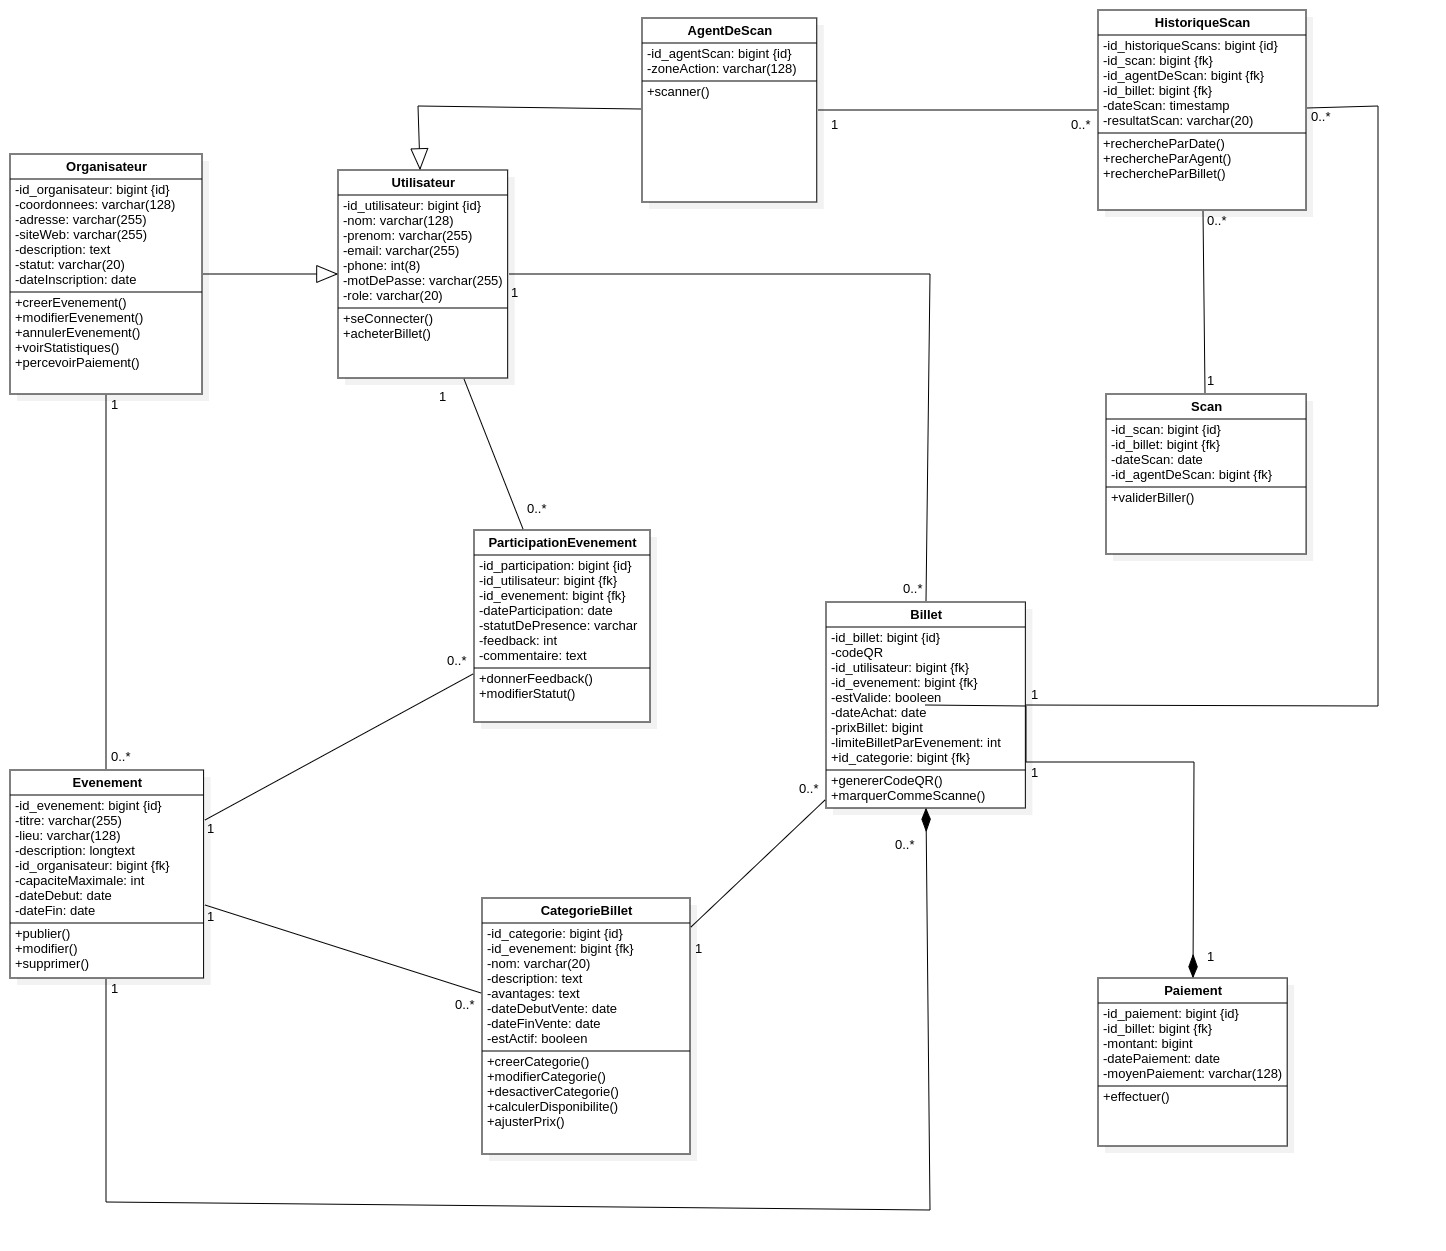 AgentDeScan
-id_agentScan: bigint {id}
-zoneAction: varchar(128)
+scanner()
1
0..*
HistoriqueScan
-id_historiqueScans: bigint {id}
-id_scan: bigint {fk}
-id_agentDeScan: bigint {fk}
-id_billet: bigint {fk}
-dateScan: timestamp
-resultatScan: varchar(20)
+rechercheParDate()
+rechercheParAgent()
+rechercheParBillet()
0..*
0..*
Organisateur
-id_organisateur: bigint {id}
-coordonnees: varchar(128)
-adresse: varchar(255)
-siteWeb: varchar(255)
-description: text
-statut: varchar(20)
-dateInscription: date
+creerEvenement()
+modifierEvenement()
+annulerEvenement()
+voirStatistiques()
+percevoirPaiement()
1
Utilisateur
-id_utilisateur: bigint {id}
-nom: varchar(128)
-prenom: varchar(255)
-email: varchar(255)
-phone: int(8)
-motDePasse: varchar(255)
-role: varchar(20)
+seConnecter()
+acheterBillet()
1
1
1
Scan
-id_scan: bigint {id}
-id_billet: bigint {fk}
-dateScan: date
-id_agentDeScan: bigint {fk}
+validerBiller()
0..*
ParticipationEvenement
-id_participation: bigint {id}
-id_utilisateur: bigint {fk}
-id_evenement: bigint {fk}
-dateParticipation: date
-statutDePresence: varchar
-feedback: int
-commentaire: text
+donnerFeedback()
+modifierStatut()
0..*
0..*
Billet
-id_billet: bigint {id}
-codeQR
-id_utilisateur: bigint {fk}
-id_evenement: bigint {fk}
-estValide: booleen
-dateAchat: date
-prixBillet: bigint
-limiteBilletParEvenement: int
+id_categorie: bigint {fk}
+genererCodeQR()
+marquerCommeScanne()
1
1
0..*
0..*
0..*
Evenement
-id_evenement: bigint {id}
-titre: varchar(255)
-lieu: varchar(128)
-description: longtext
-id_organisateur: bigint {fk}
-capaciteMaximale: int
-dateDebut: date
-dateFin: date
+publier()
+modifier()
+supprimer()
1
1
1
CategorieBillet
-id_categorie: bigint {id}
-id_evenement: bigint {fk}
-nom: varchar(20)
-description: text
-avantages: text
-dateDebutVente: date
-dateFinVente: date
-estActif: booleen
+creerCategorie()
+modifierCategorie()
+desactiverCategorie()
+calculerDisponibilite()
+ajusterPrix()
0..*
1
1
Paiement
-id_paiement: bigint {id}
-id_billet: bigint {fk}
-montant: bigint
-datePaiement: date
-moyenPaiement: varchar(128)
+effectuer()